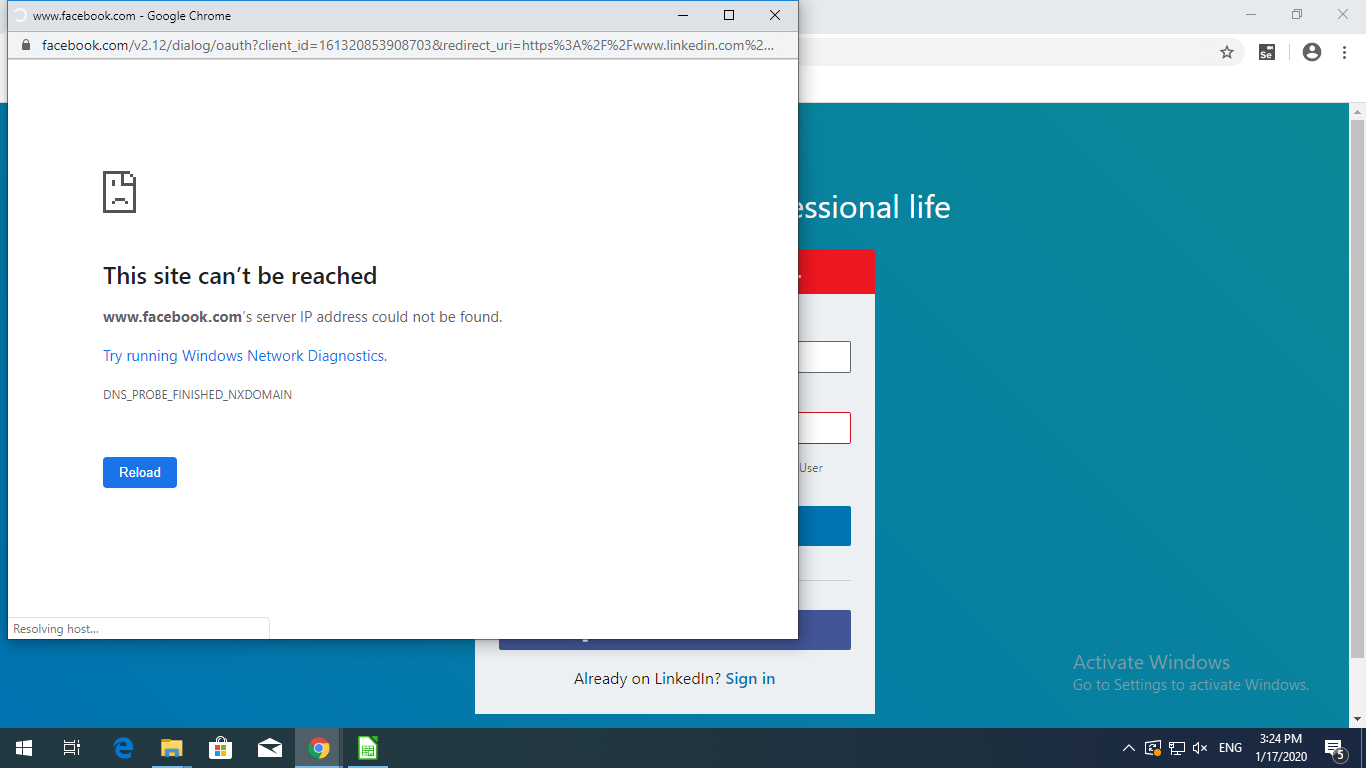 www.facebook.com - Google Chrome
facebook.com/v2.12/dialog/oauth?client_id=161320853908703&redirect_uri=https%3A%2F%2Fwww.linkedin.com%2...
Se
essional life
This site can't be reached
www.facebook.com's server IP address could not be found.
Try running Windows Network Diagnostics.
DNS_PROBE_FINISHED_NXDOMAIN
User
Reload
Resolving host...
Already on LinkedIn? Sign in
Activate Windows
Go to Settings to activate Windows.
ENG
3:24 PM
1/17/2020
5